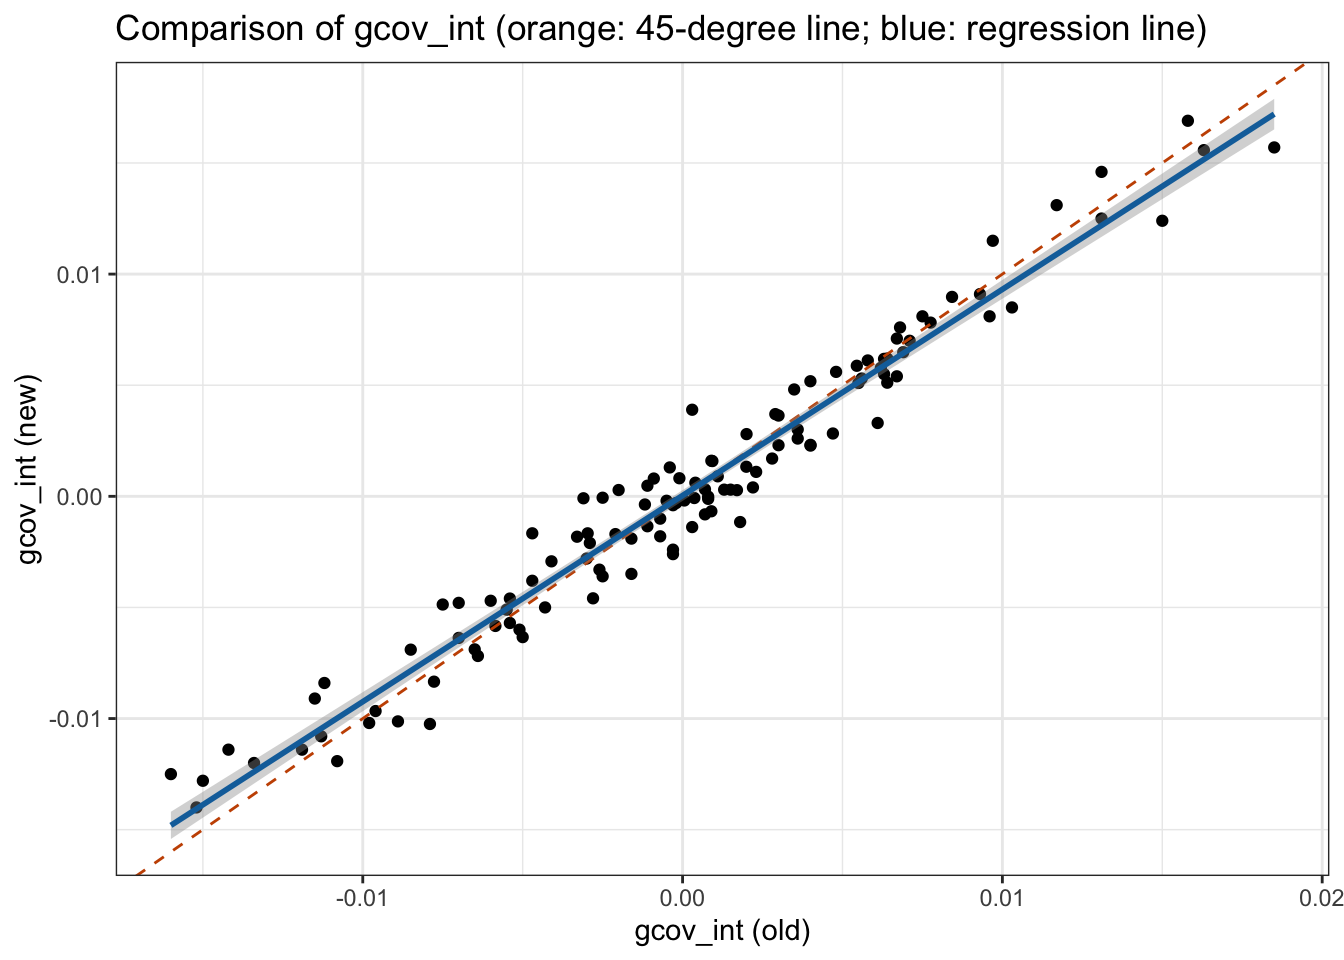 Comparison of gcov_int (orange: 45-degree line; blue: regression line)
gcov_int (new)
0.01
0.00
-0.01
-0.01
0.00
0.01
0.02
gcov_int (old)